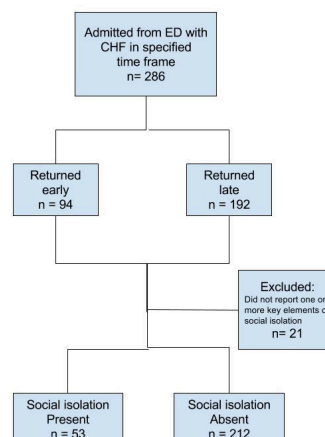 Admitted from ED with
CHF in specified
time frame
n= 286
Returned
early
n = 94
Returned
late
n = 192
Excluded:
Did not report one or
more key elements o
social isolation
n= 21
Social isolation
Present
n = 53
Social isolation
Absent
n = 212